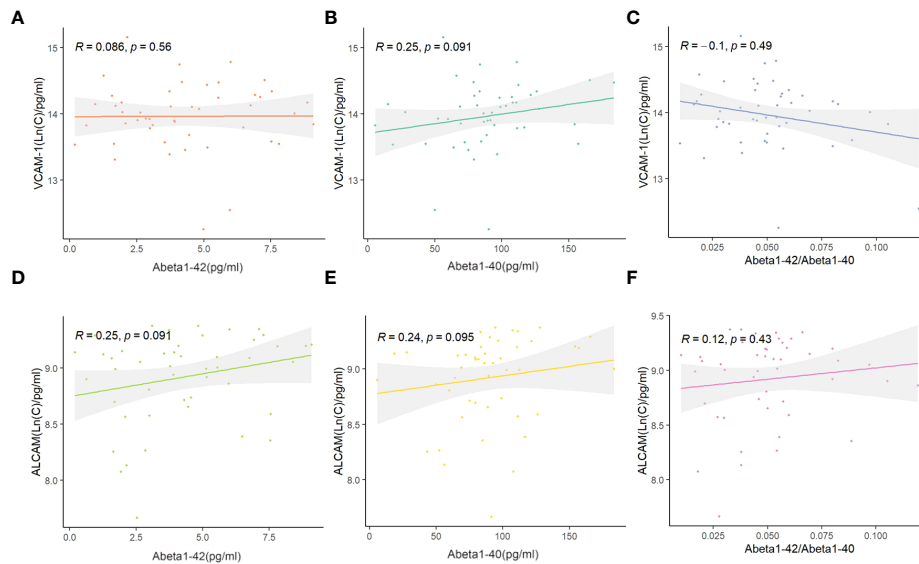 A
R = 0.086, p = 0.56
VCAM-1(Ln(C)/pg/ml)
15
14
13
0.0
2.5
5.0
7.5
Abeta1-42(pg/ml)
B
R = 0.25, p = 0.091
VCAM-1(Ln(C)/pg/ml)
15
14
13
0
50
100
150
Abeta1-40(pg/ml)
C
R = −0.1, p = 0.49
VCAM-1(Ln(C)/pg/ml)
15
14
13
0.025
0.050
0.075
0.100
Abeta1-42/Abeta1-40
D
R = 0.25, p = 0.091
ALCAM(Ln(C)/pg/ml)
9.0
8.5
8.0
0.0
2.5
5.0
7.5
Abeta1-42(pg/ml)
E
R = 0.24, p = 0.095
ALCAM(Ln(C)/pg/ml)
9.0
8.5
8.0
0
50
100
150
Abeta1-40(pg/ml)
F
R = 0.12, p = 0.43
ALCAM(Ln(C)/pg/ml)
9.5
9.0
8.5
8.0
0.025
0.050
0.075
0.100
Abeta1-42/Abeta1-40